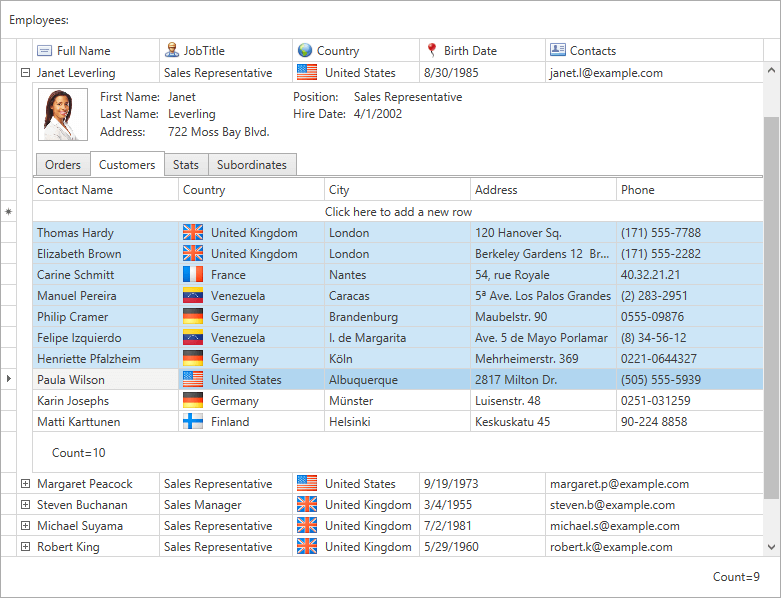 Employees:
Full Name JobTitle Country Birth Date Contacts
Janet Leverling Sales Representative United States 8/30/1985 janet.l@example.com
First Name: Janet Position: Sales Representative
Last Name: Leverling Hire Date: 4/1/2002
Address: 722 Moss Bay Blvd.
Orders Customers Stats Subordinates
Contact Name Country City Address Phone
Click here to add a new row
Thomas Hardy United Kingdom London 120 Hanover Sq. (171) 555-7788
Elizabeth Brown United Kingdom London Berkeley Gardens 12 Br... (171) 555-2282
Carine Schmitt France Nantes 54, rue Royale 40.32.21.21
Manuel Pereira Venezuela Caracas 5ª Ave. Los Palos Grandes (2) 283-2951
Philip Cramer Germany Brandenburg Maubelstr. 90 0555-09876
Felipe Izquierdo Venezuela I. de Margarita Ave. 5 de Mayo Porlamar (8) 34-56-12
Henriette Pfalzheim Germany Köln Mehrheimerstr. 369 0221-0644327
Paula Wilson United States Albuquerque 2817 Milton Dr. (505) 555-5939
Karin Josephs Germany Münster Luisenstr. 48 0251-031259
Matti Karttunen Finland Helsinki Keskuskatu 45 90-224 8858
Count=10
Margaret Peacock Sales Representative United States 9/19/1973 margaret.p@example.com
Steven Buchanan Sales Manager United Kingdom 3/4/1955 steven.b@example.com
Michael Suyama Sales Representative United Kingdom 7/2/1981 michael.s@example.com
Robert King Sales Representative United Kingdom 5/29/1960 robert.k@example.com
Count=9